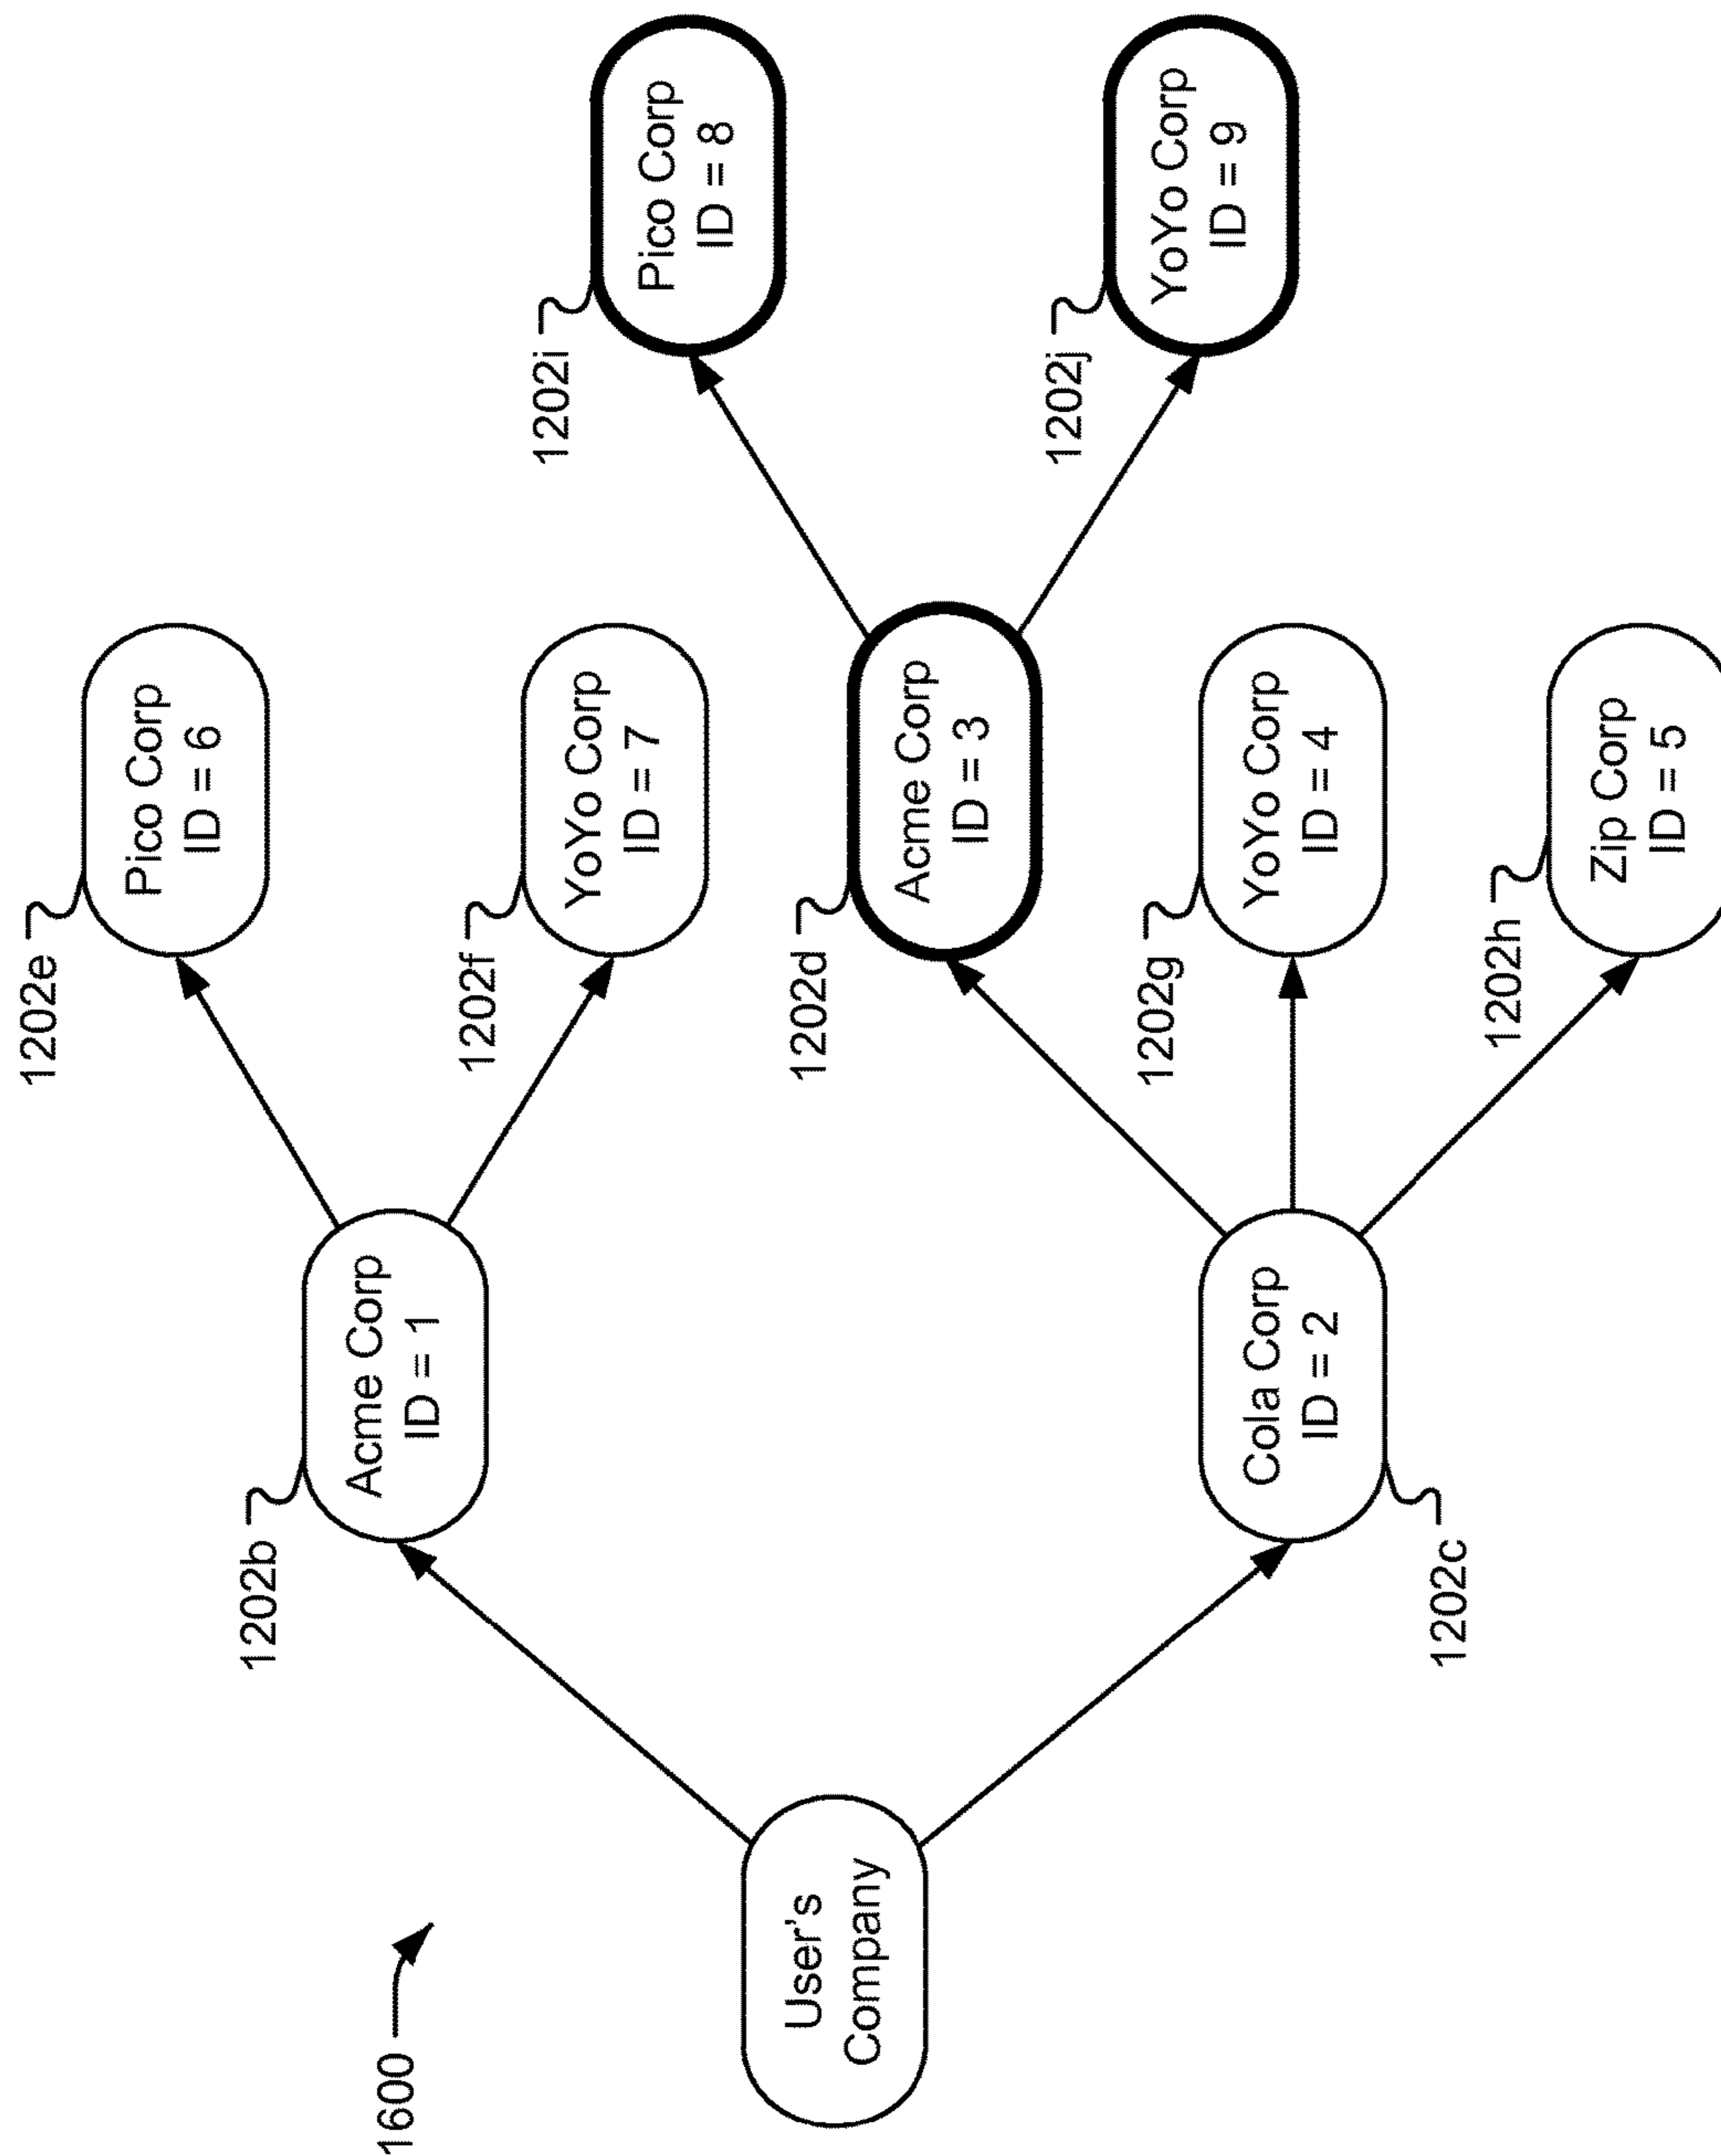 1202e
Pico Corp
ID = 6
1600
1202b
Acme Corp
ID = 1
1202f
YoYo Corp
ID = 7
1202i
Pico Corp
ID = 8
User's
Company
1202d
Acme Corp
ID = 3
1202j
YoYo Corp
ID = 9
Cola Corp
ID = 2
1202c
1202g
YoYo Corp
ID = 4
1202h
Zip Corp
ID = 5